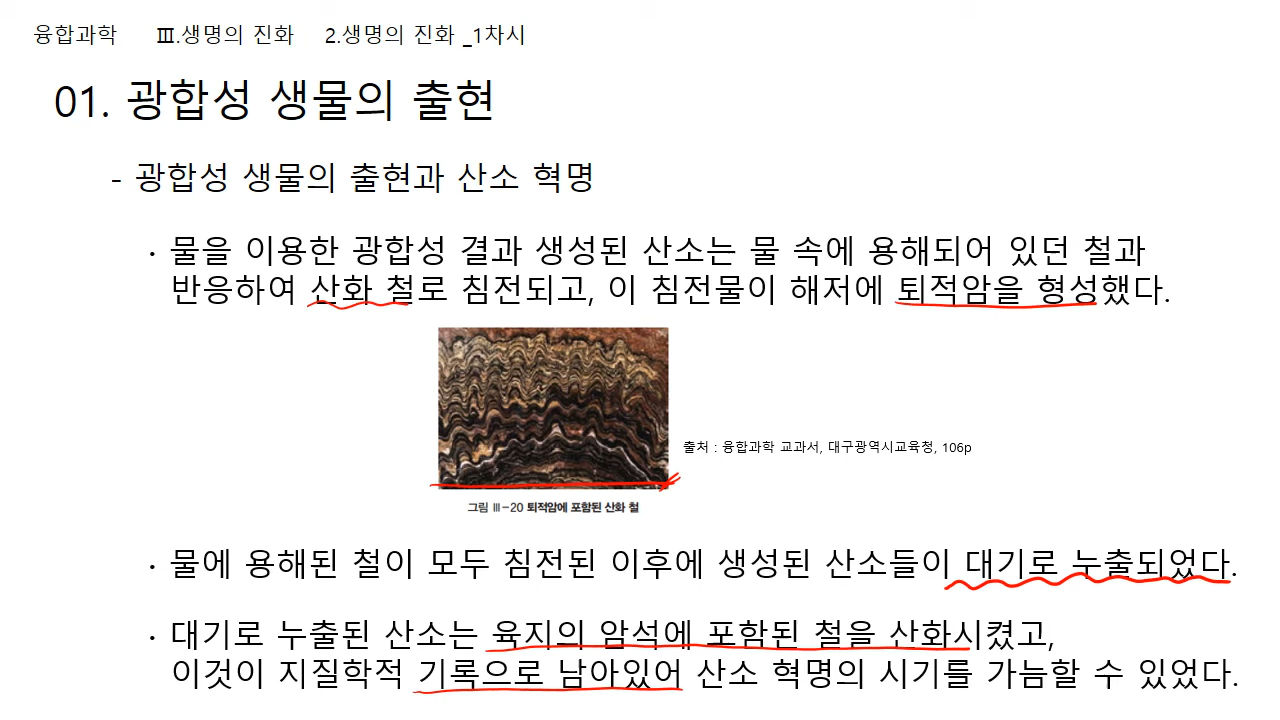 융합과학 Ⅲ.생명의 진화 2.생명의 진화 _1차시
01. 광합성 생물의 출현
- 광합성 생물의 출현과 산소 혁명
· 물을 이용한 광합성 결과 생성된 산소는 물 속에 용해되어 있던 철과
반응하여 산화 철로 침전되고, 이 침전물이 해저에 퇴적암을 형성했다.
출처 : 융합과학 교과서, 대구광역시교육청, 106p
그림 Ⅲ-20 퇴적암에 포함된 산화 철
· 물에 용해된 철이 모두 침전된 이후에 생성된 산소들이 대기로 누출되었다.
· 대기로 누출된 산소는 육지의 암석에 포함된 철을 산화시켰고,
이것이 지질학적 기록으로 남아있어 산소 혁명의 시기를 가늠할 수 있었다.